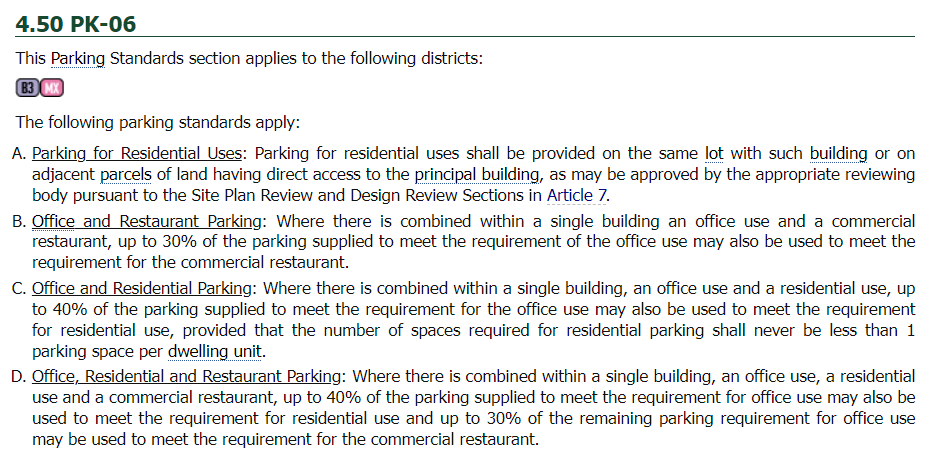 4.50 PK-06
This Parking Standards section applies to the following districts:
B3 MX
The following parking standards apply:
A. Parking for Residential Uses: Parking for residential uses shall be provided on the same lot with such building or on
adjacent parcels of land having direct access to the principal building, as may be approved by the appropriate reviewing
body pursuant to the Site Plan Review and Design Review Sections in Article 7.
B. Office and Restaurant Parking: Where there is combined within a single building an office use and a commercial
restaurant, up to 30% of the parking supplied to meet the requirement of the office use may also be used to meet the
requirement for the commercial restaurant.
C. Office and Residential Parking: Where there is combined within a single building, an office use and a residential use, up
to 40% of the parking supplied to meet the requirement for the office use may also be used to meet the requirement
for residential use, provided that the number of spaces required for residential parking shall never be less than 1
parking space per dwelling unit.
D. Office, Residential and Restaurant Parking: Where there is combined within a single building, an office use, a residential
use and a commercial restaurant, up to 40% of the parking supplied to meet the requirement for office use may also be
used to meet the requirement for residential use and up to 30% of the remaining parking requirement for office use
may be used to meet the requirement for the commercial restaurant.